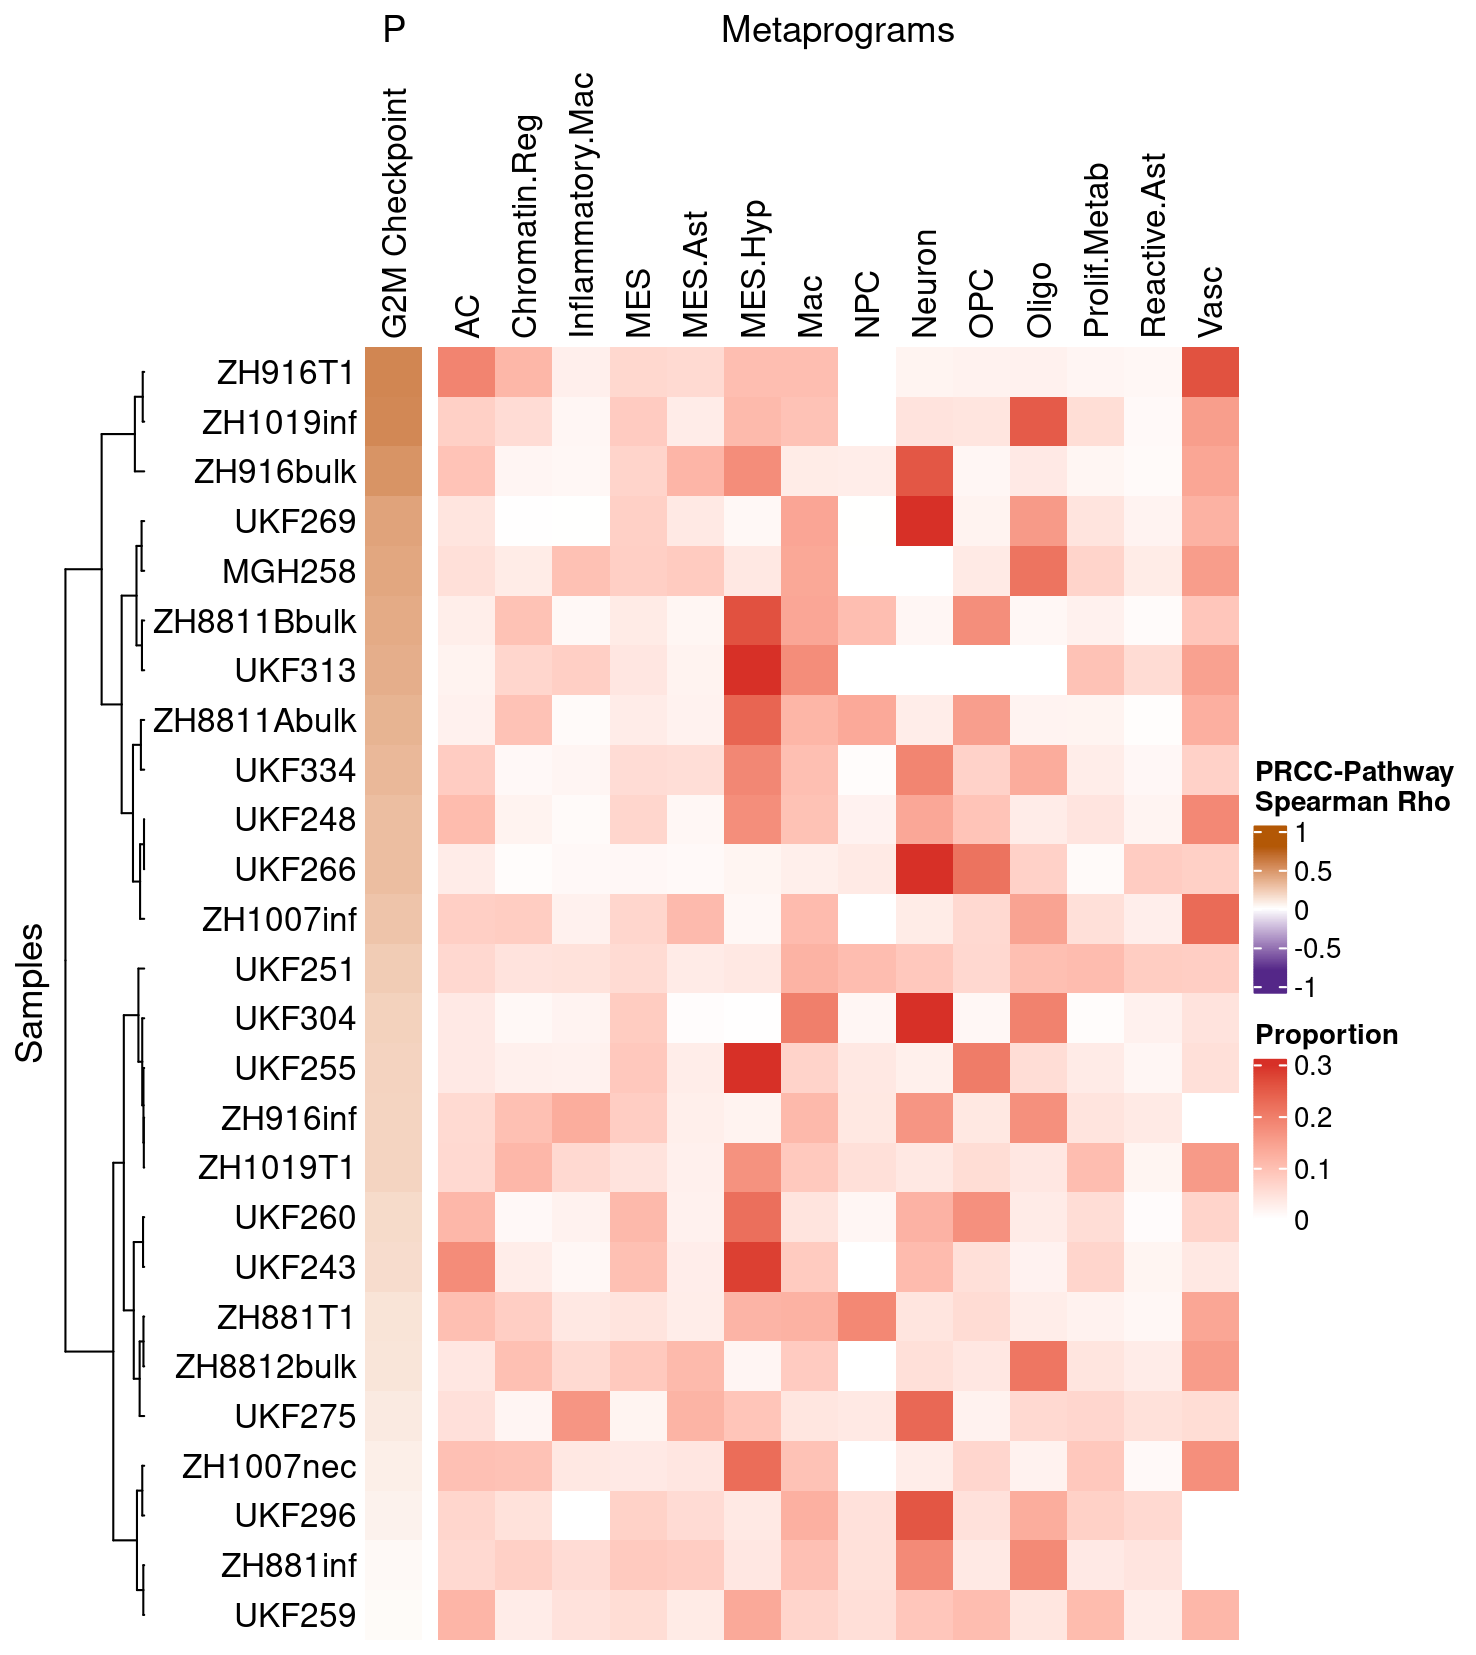 P
Metaprograms
G2M Checkpoint
AC
Chromatin.Reg
Inflammatory.Mac
MES
MES.Ast
MES.Hyp
Mac
NPC
Neuron
OPC
Oligo
Prolif.Metab
Reactive.Ast
Vasc
Samples
ZH916T1
ZH1019inf
ZH916bulk
UKF269
MGH258
ZH8811Bbulk
UKF313
ZH8811Abulk
UKF334
UKF248
UKF266
ZH1007inf
UKF251
UKF304
UKF255
ZH916inf
ZH1019T1
UKF260
UKF243
ZH881T1
ZH8812bulk
UKF275
ZH1007nec
UKF296
ZH881inf
UKF259
PRCC-Pathway
Spearman Rho
1
0.5
0
-0.5
-1
Proportion
0.3
0.2
0.1
0